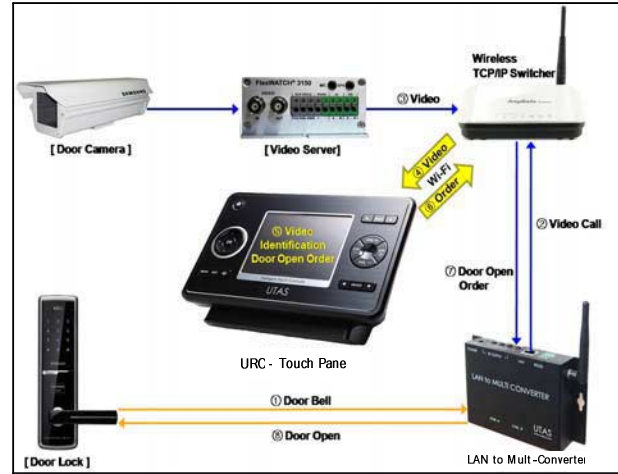 FlexWATCH® 3150
Wireless
TCP/IP Switcher
SAMSUNG
VIDEO
③ Video
AnyGate
[ Door Camera ]
[ Video Server]
④ Video
Wi-Fi
⑥ Order
② Video Call
⑤ Video
Identification
Door Open Order
⑦ Door Open
Order
UTAS
URC - Touch Pane
LAN to MULTI CONVERTER
UTAS
① Door Bell
⑧ Door Open
[ Door Lock ]
LAN to Mult-Converter